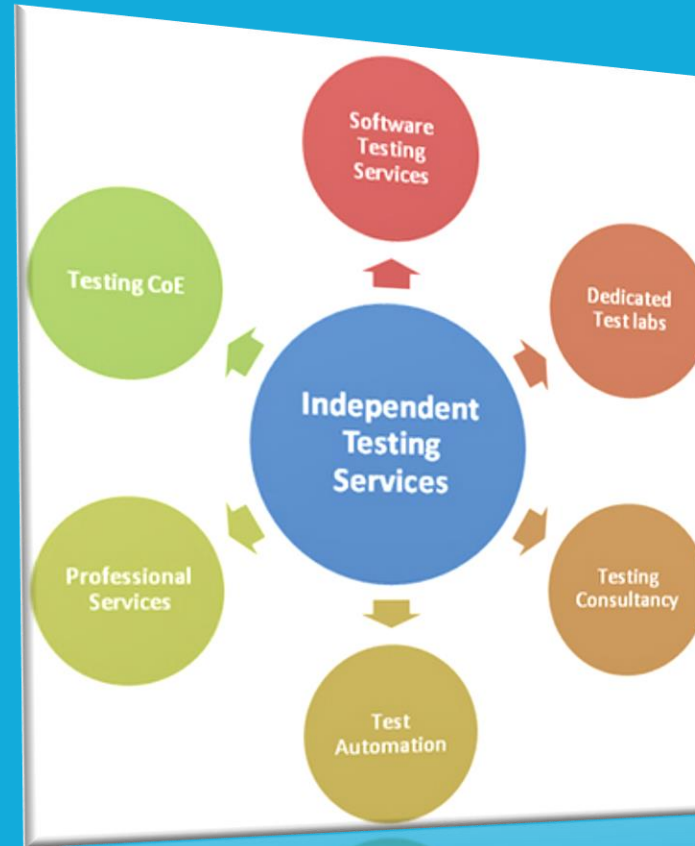 Software
Testing
Services
Dedicated
Test labs
Testing
Consultancy
Test
Automation
Professional
Services
Testing CoE
Independent
Testing
Services